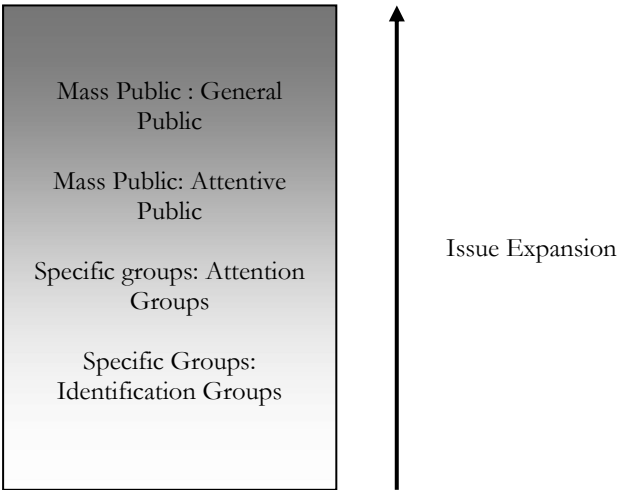 Mass Public : General
Public
Mass Public: Attentive
Public
Specific groups: Attention
Groups
Specific Groups:
Identification Groups
Issue Expansion